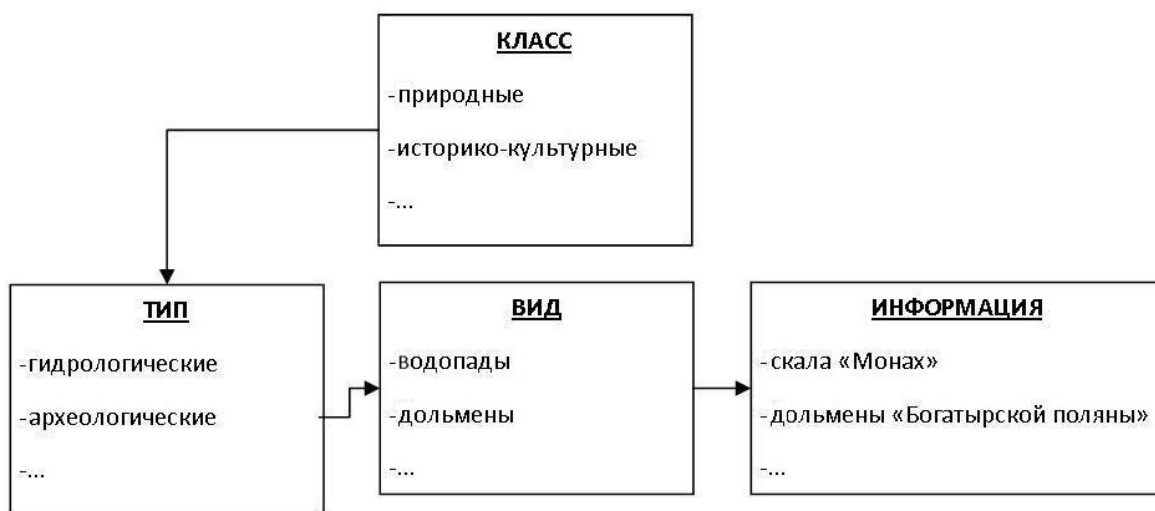 КЛАСС
-природные
-историко-культурные
-...
ТИП
-гидрологические
-археологические
-...
ВИД
-водопады
-дольмены
-...
ИНФОРМАЦИЯ
-скала «Монах»
-дольмены «Богатырской поляны»
-...